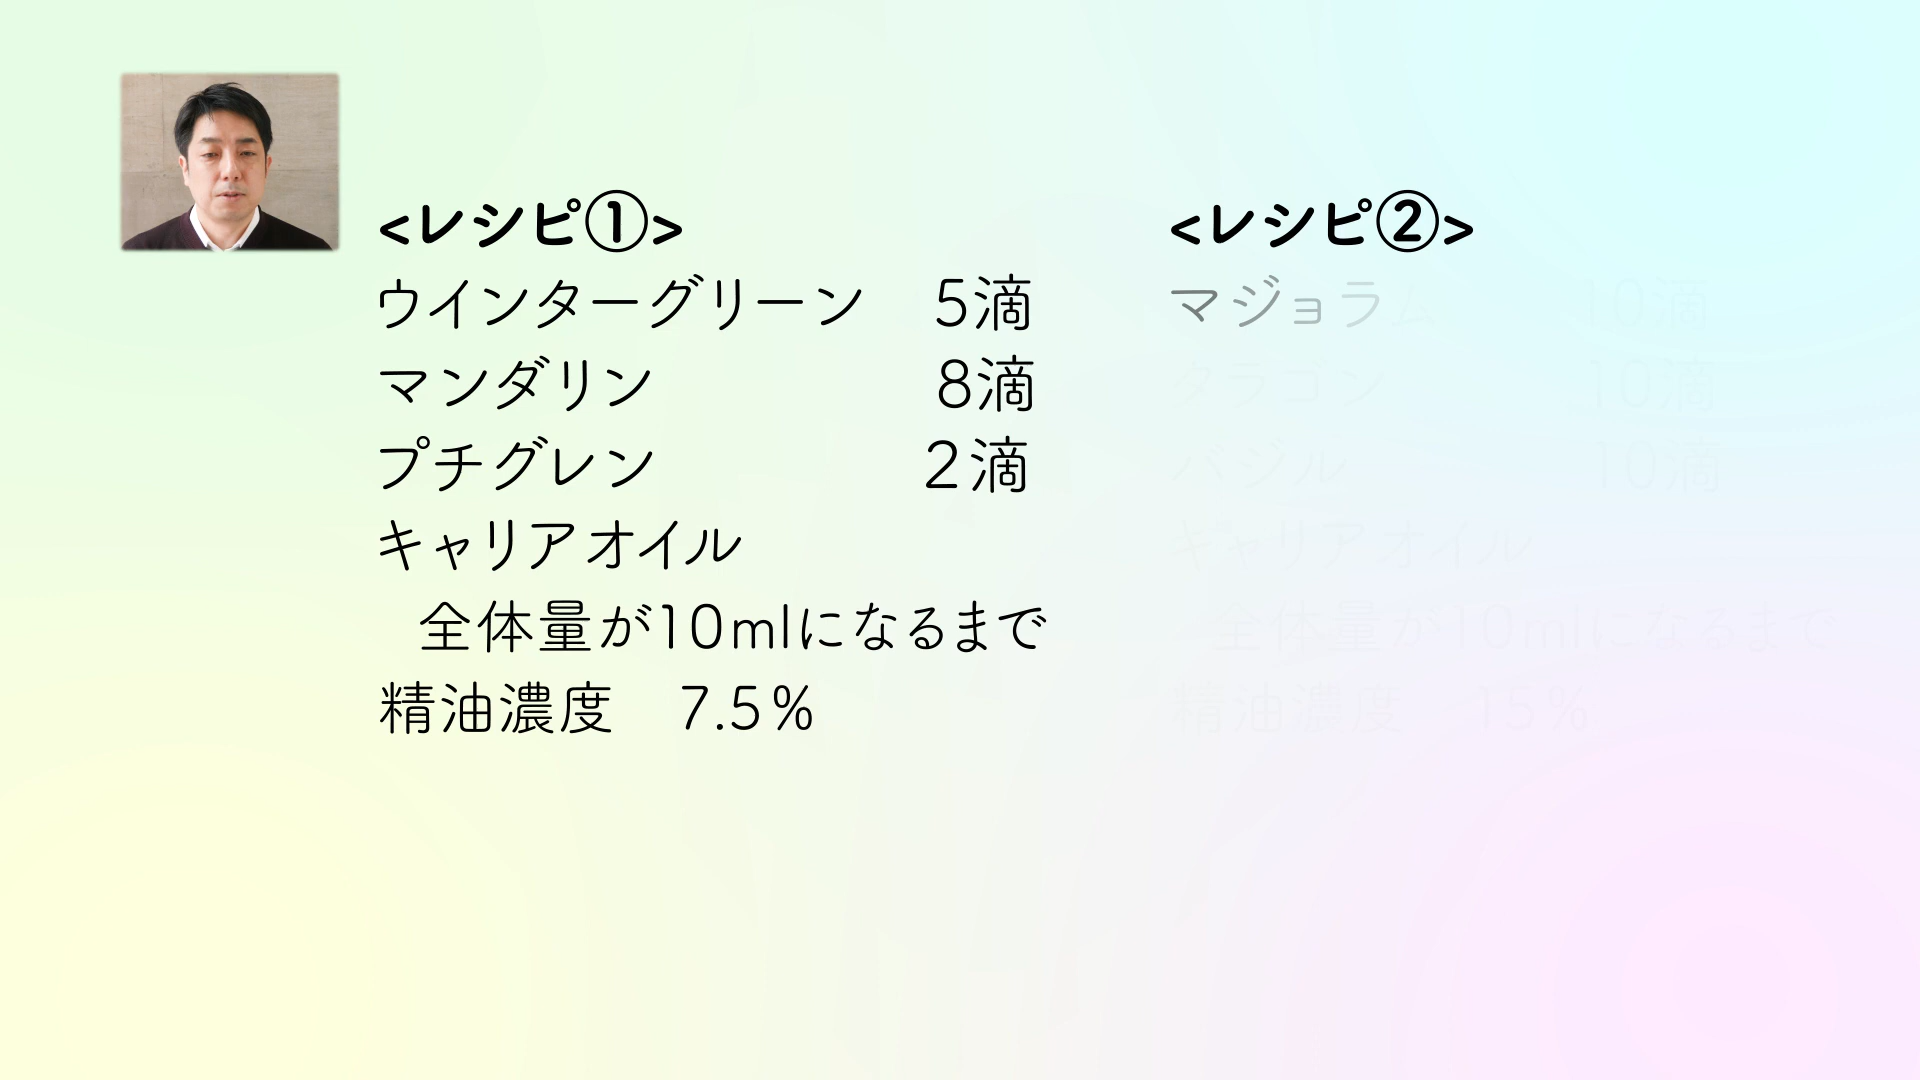 <レシピ①>
ウインターグリーン　5滴
マンダリン　8滴
プチグレン　2滴
キャリアオイル
全体量が10mlになるまで
精油濃度　7.5％
<レシピ②>
マジョラム　10滴
タラゴン　10滴
バジル　10滴
キャリアオイル
全体量が10mlになるまで
精油濃度　15％